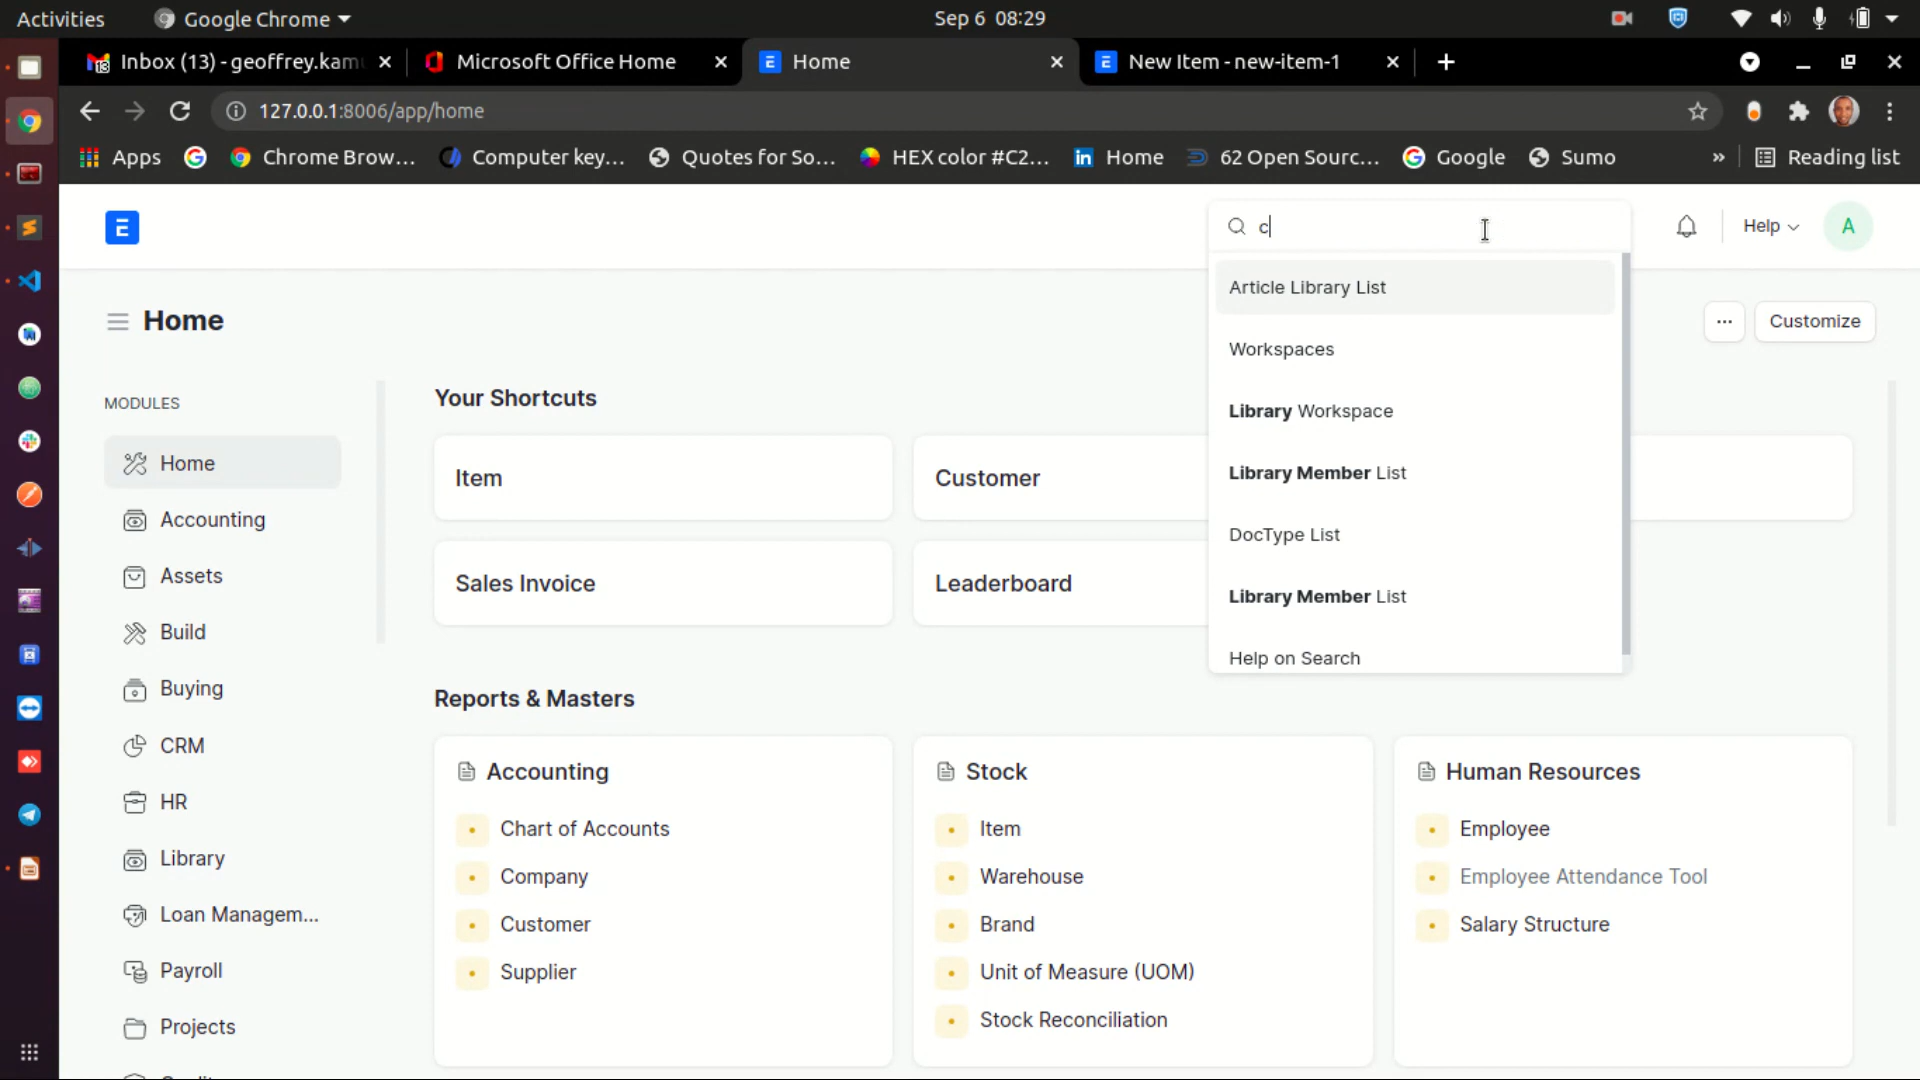 Activities Google Chrome Sep 6 08:29
Inbox (13) - geoffrey.kam Microsoft Office Home Home New Item - new-item-1
127.0.0.1:8006/app/home
Apps Chrome Brow... Computer key... Quotes for So... HEX color #C2... Home 62 Open Sourc... Google Sumo » Reading list
E c Help A
Home ... Customize
MODULES
Home
Accounting
Assets
Build
Buying
CRM
HR
Library
Loan Managem...
Payroll
Projects
Your Shortcuts
Item Customer
Sales Invoice Leaderboard
Article Library List
Workspaces
Library Workspace
Library Member List
DocType List
Library Member List
Help on Search
Reports & Masters
Accounting
Chart of Accounts
Company
Customer
Supplier
Stock
Item
Warehouse
Brand
Unit of Measure (UOM)
Stock Reconciliation
Human Resources
Employee
Employee Attendance Tool
Salary Structure